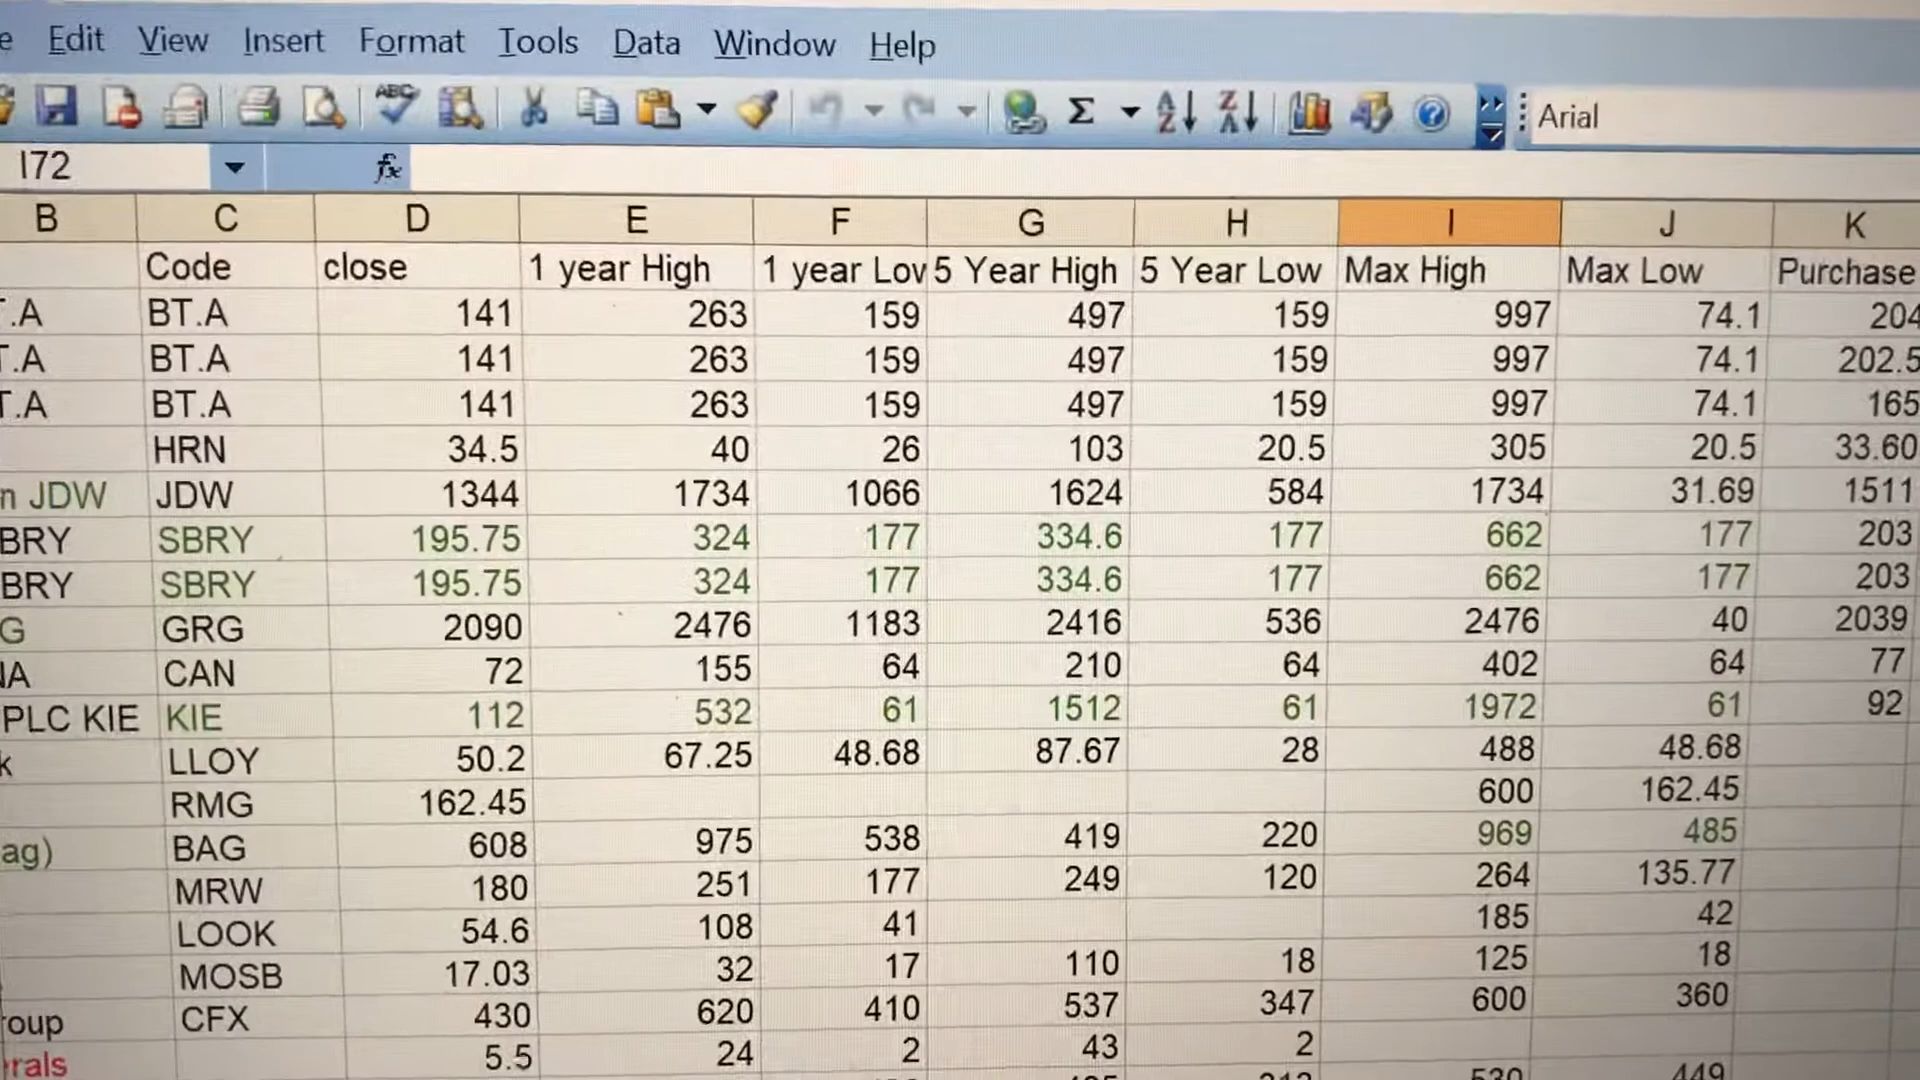 e Edit View Insert Format Tools Data Window Help
ABC Σ A Z Z A ? Arial
I72 fx
B C D E F G H I J K
Code close 1 year High 1 year Lov 5 Year High 5 Year Low Max High Max Low Purchase
.A BT.A 141 263 159 497 159 997 74.1 204
T.A BT.A 141 263 159 497 159 997 74.1 202.5
T.A BT.A 141 263 159 497 159 997 74.1 165
HRN 34.5 40 26 103 20.5 305 20.5 33.60
n JDW JDW 1344 1734 1066 1624 584 1734 31.69 1511
BRY SBRY 195.75 324 177 334.6 177 662 177 203
BRY SBRY 195.75 324 177 334.6 177 662 177 203
G GRG 2090 2476 1183 2416 536 2476 40 2039
NA CAN 72 155 64 210 64 402 64 77
PLC KIE KIE 112 532 61 1512 61 1972 61 92
k LLOY 50.2 67.25 48.68 87.67 28 488 48.68
RMG 162.45 600 162.45
ag) BAG 608 975 538 419 220 969 485
MRW 180 251 177 249 120 264 135.77
LOOK 54.6 108 41 185 42
MOSB 17.03 32 17 110 18 125 18
roup CFX 430 620 410 537 347 600 360
erals 5.5 24 2 43 2
530 449